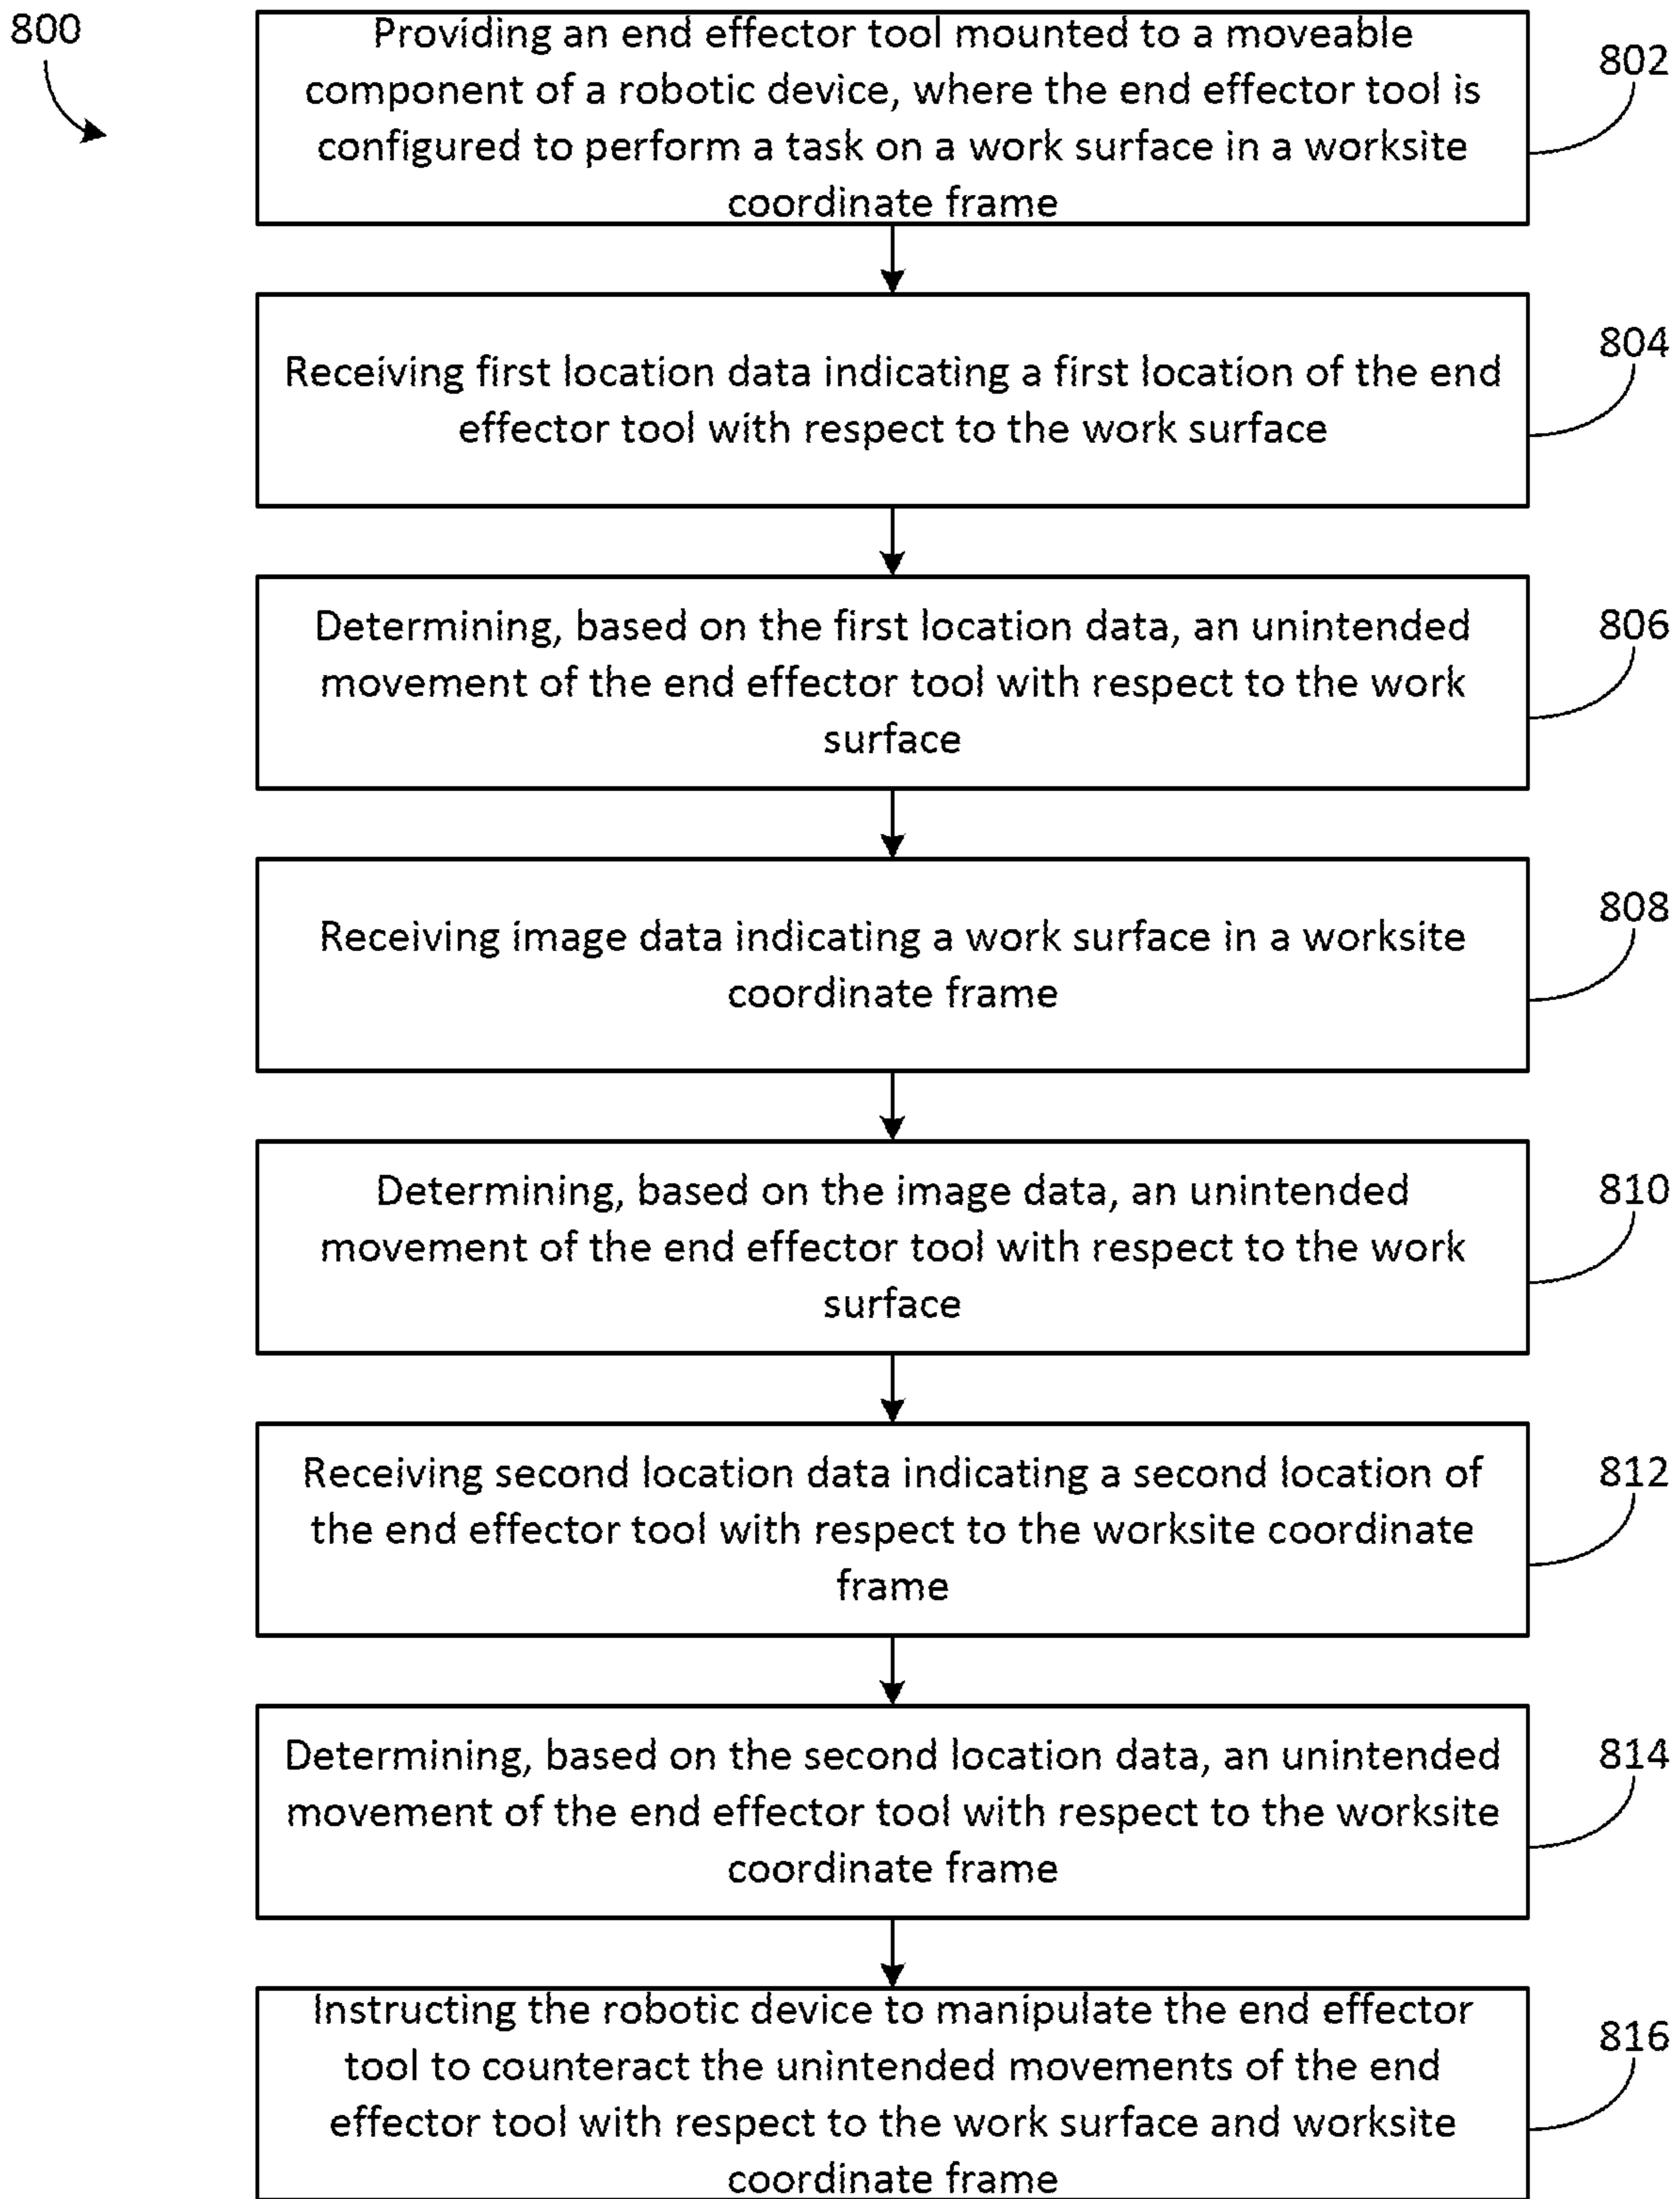 800
Providing an end effector tool mounted to a moveable
component of a robotic device, where the end effector tool is
configured to perform a task on a work surface in a worksite
coordinate frame
802
Receiving first location data indicating a first location of the end
effector tool with respect to the work surface
804
Determining, based on the first location data, an unintended
movement of the end effector tool with respect to the work
surface
806
Receiving image data indicating a work surface in a worksite
coordinate frame
808
Determining, based on the image data, an unintended
movement of the end effector tool with respect to the work
surface
810
Receiving second location data indicating a second location of
the end effector tool with respect to the worksite coordinate
frame
812
Determining, based on the second location data, an unintended
movement of the end effector tool with respect to the worksite
coordinate frame
814
Instructing the robotic device to manipulate the end effector
tool to counteract the unintended movements of the end
effector tool with respect to the work surface and worksite
coordinate frame
816